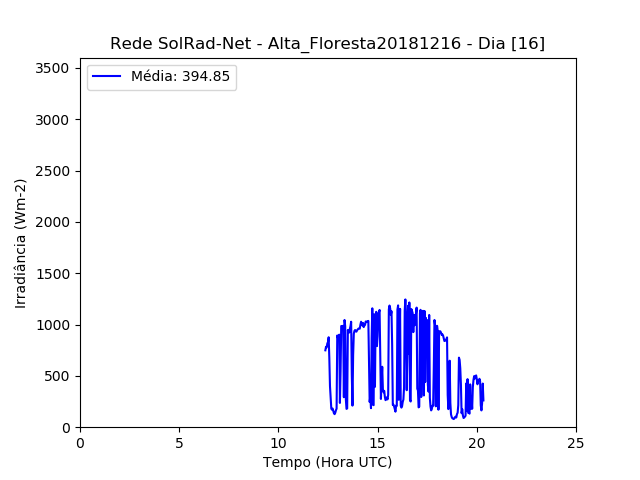 Rede SolRad-Net - Alta_Floresta20181216 - Dia [16]
Média: 394.85
3500
3000
2500
2000
1500
1000
500
0
Irradiância (Wm-2)
0 5 10 15 20 25
Tempo (Hora UTC)